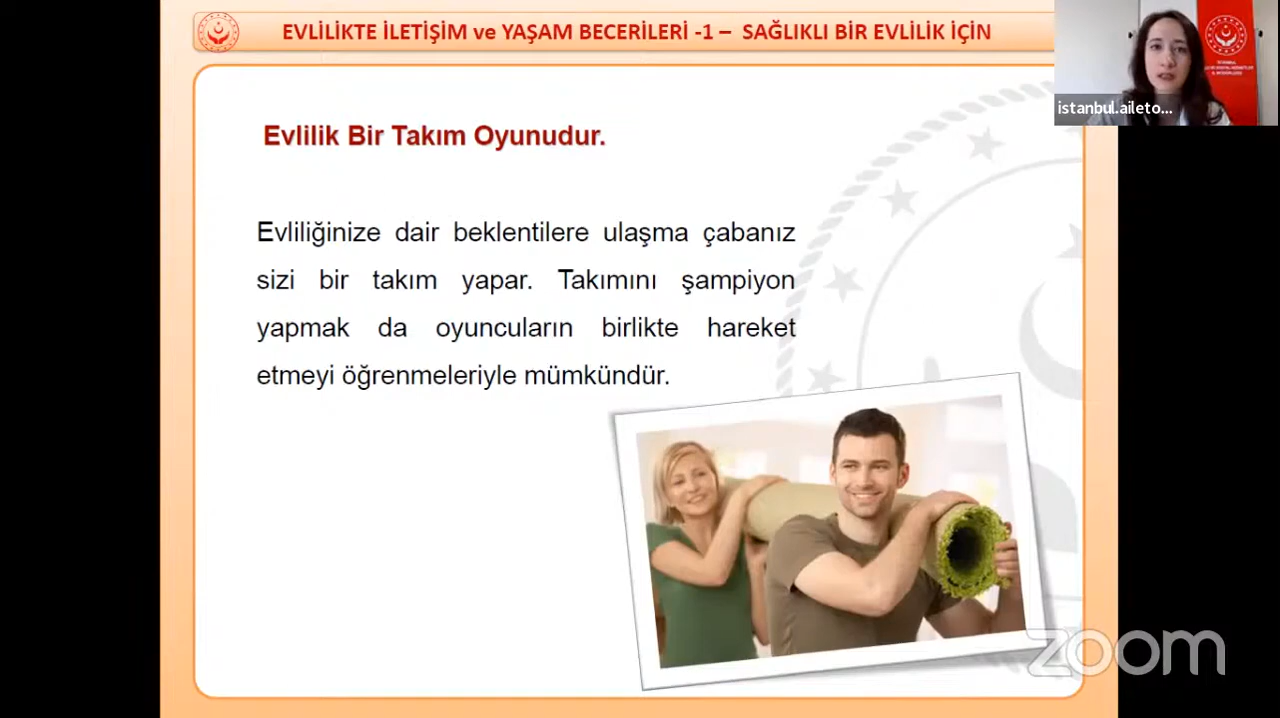 EVLİLİKTE İLETİŞİM ve YAŞAM BECERİLERİ -1 – SAĞLIKLI BİR EVLİLİK İÇİN
istanbul.aileto...
Evlilik Bir Takım Oyunudur.
Evliliğinize dair beklentilere ulaşma çabanız
sizi bir takım yapar. Takımını şampiyon
yapmak da oyuncuların birlikte hareket
etmeyi öğrenmeleriyle mümkündür.
zoom